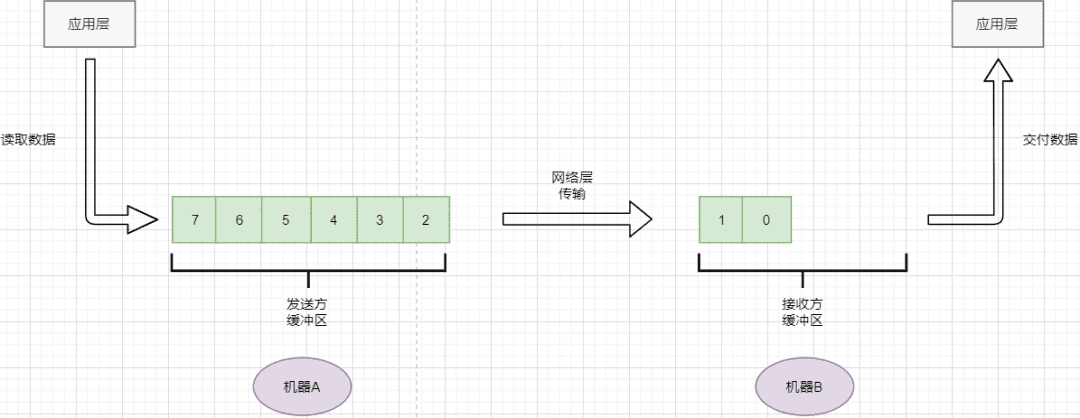 应用层
应用层
读取数据
交付数据
网络层
传输
7 6 5 4 3 2
1 0
发送方
缓冲区
接收方
缓冲区
机器A
机器B